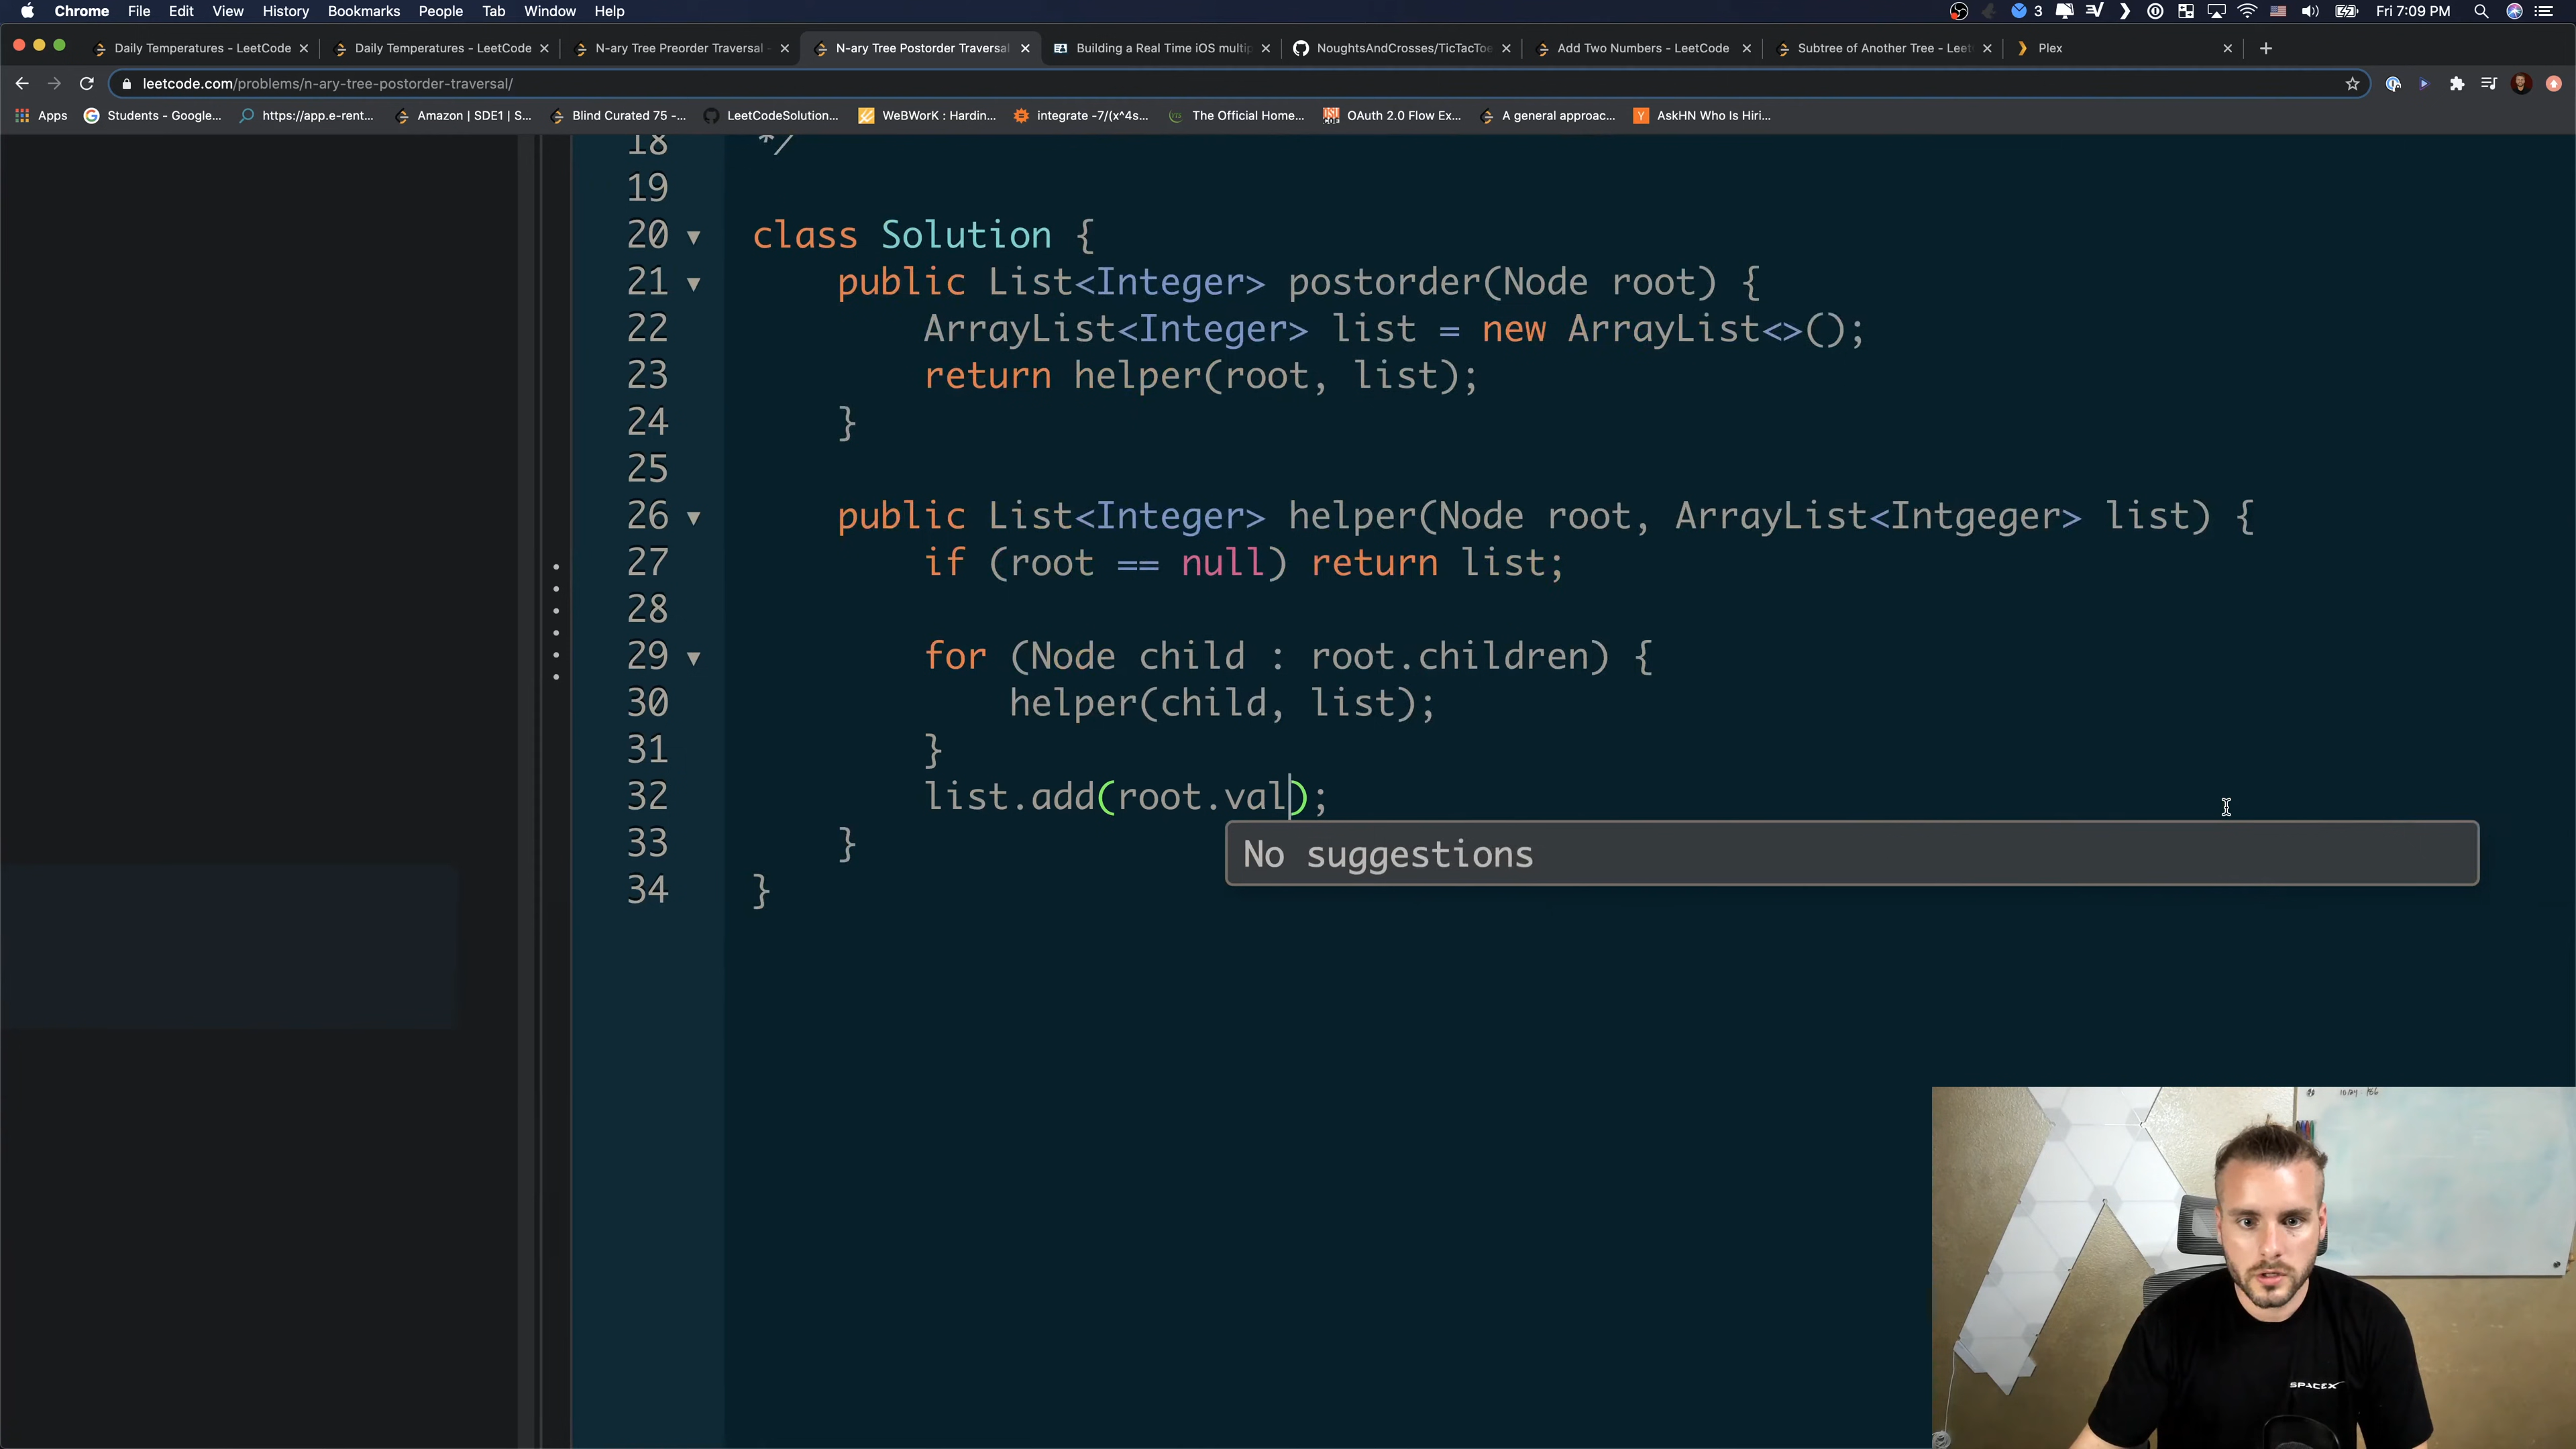 Chrome File Edit View History Bookmarks People Tab Window Help 3 Fri 7:09 PM
Daily Temperatures - LeetCode Daily Temperatures - LeetCode N-ary Tree Preorder Traversal - N-ary Tree Postorder Traversal Building a Real Time iOS multip NoughtsAndCrosses/TicTacToe Add Two Numbers - LeetCode Subtree of Another Tree - Leet Plex
leetcode.com/problems/n-ary-tree-postorder-traversal/
Apps Students - Google... https://app.e-rent... Amazon | SDE1 | S... Blind Curated 75 -... LeetCodeSolution... WeBWorK : Hardin... integrate -7/(x^4s... The Official Home... OAuth 2.0 Flow Ex... A general approac... AskHN Who Is Hiri...
18 */
19
20 class Solution {
21 public List<Integer> postorder(Node root) {
22 ArrayList<Integer> list = new ArrayList<>();
23 return helper(root, list);
24 }
25
26 public List<Integer> helper(Node root, ArrayList<Intgeger> list) {
27 if (root == null) return list;
28
29 for (Node child : root.children) {
30 helper(child, list);
31 }
32 list.add(root.val);
33 }
No suggestions
34 }
SPACEX